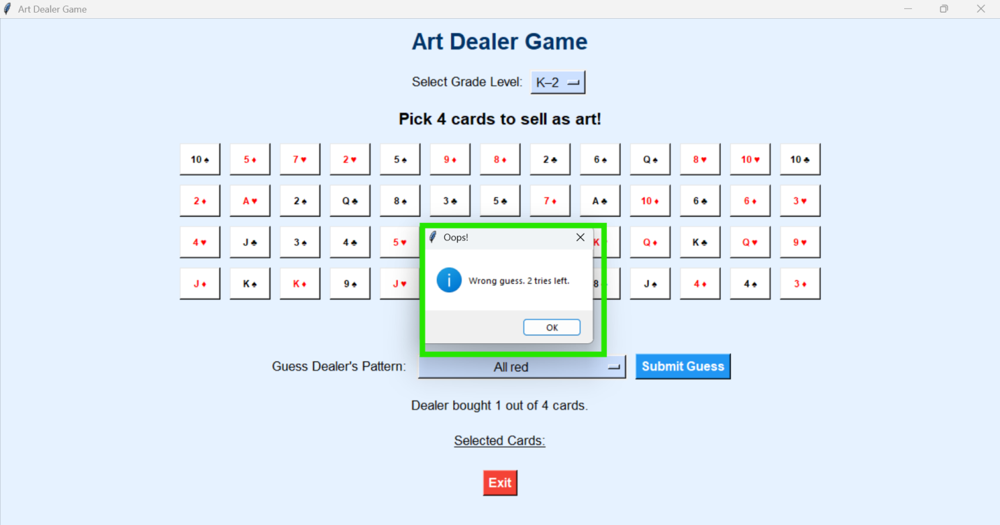 Art Dealer Game
Art Dealer Game
Select Grade Level: K–2
Pick 4 cards to sell as art!
10♠ 5♦ 7♥ 2♥ 5♠ 9♦ 8♦ 2♣ 6♠ Q♠ 8♥ 10♥ 10♣
2♦ A♥ 2♠ Q♣ 8♠ 3♣ 5♣ 7♦ A♣ 10♦ 6♣ 6♦ 3♥
4♥ J♣ 3♠ 4♣ 5♥ K Q♦ K♣ Q♥ 9♥
Oops!
Wrong guess. 2 tries left.
J♦ K♠ K♦ 9♠ J♥ 8 J♠ 4♦ 4♠ 3♦
OK
Guess Dealer's Pattern: All red Submit Guess
Dealer bought 1 out of 4 cards.
Selected Cards:
Exit